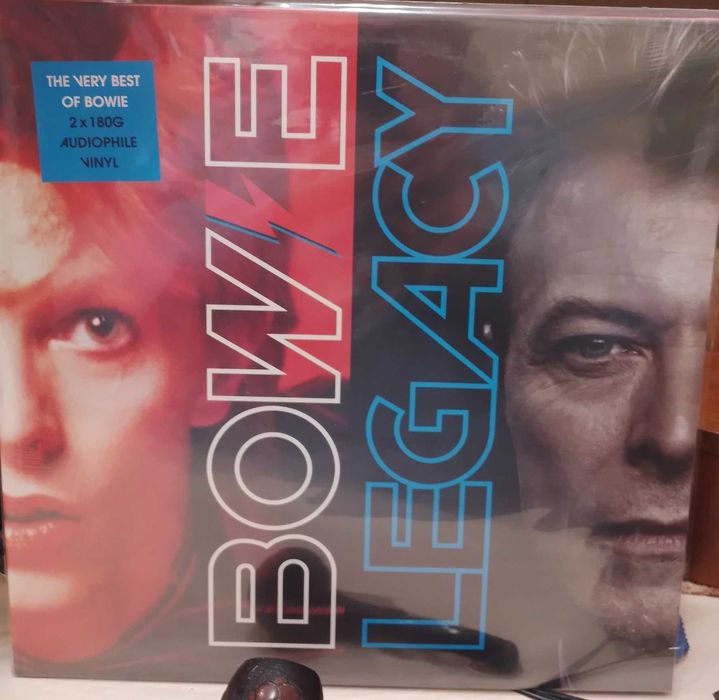 THE VERY BEST
OF BOWIE
2 x 180G
AUDIOPHILE
VINYL
BOWIE
LEGACY